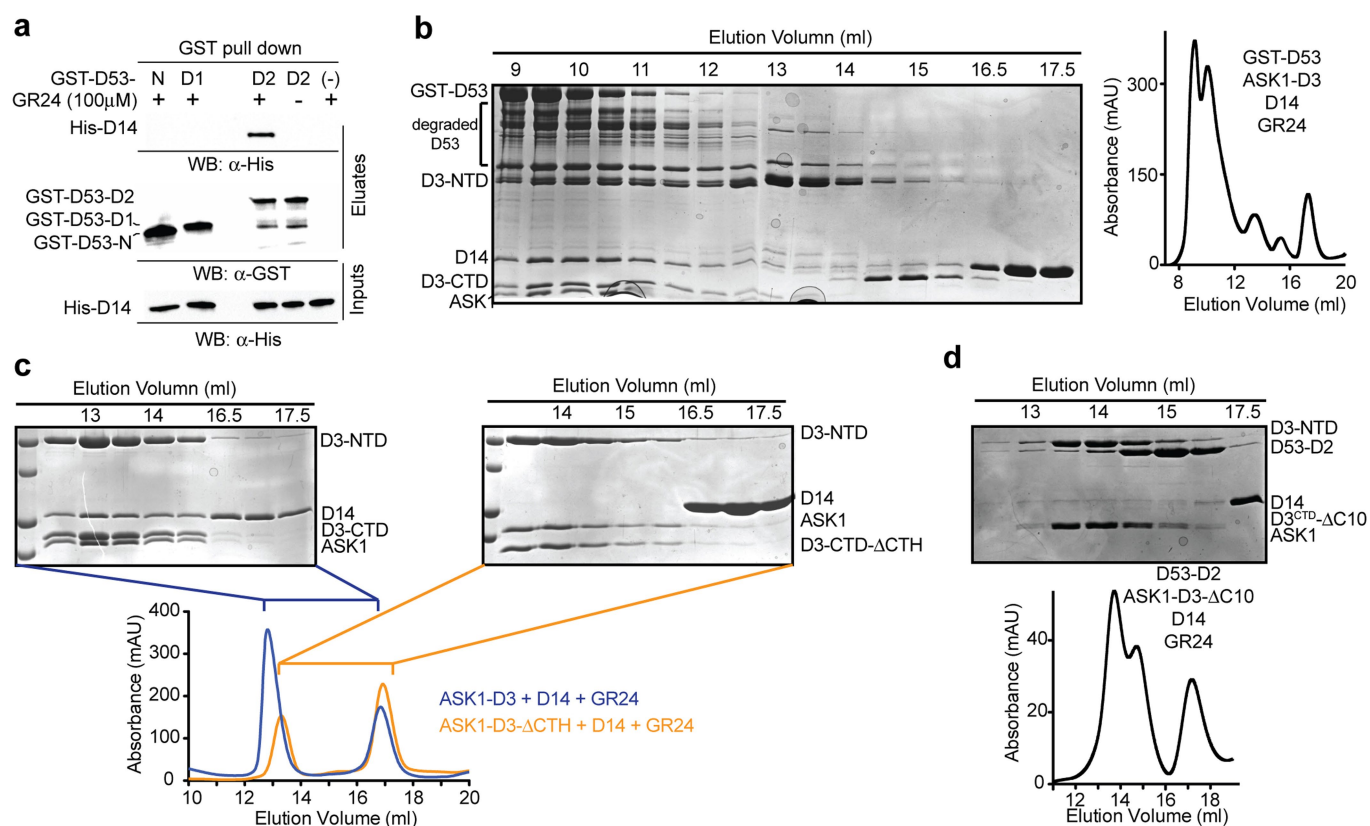 a
GST pull down
GST-D53- N D1 D2 D2 (-)
GR24 (100μM) + + + - +
His-D14
WB: α-His
GST-D53-D2
GST-D53-D1
GST-D53-N
WB: α-GST
His-D14
WB: α-His
Eluates
Inputs
b
Elution Volumn (ml)
9 10 11 12 13 14 15 16.5 17.5
GST-D53
degraded
D53
D3-NTD
D14
D3-CTD
ASK1
Absorbance (mAU)
300
150
0
8 12 16 20
Elution Volume (ml)
GST-D53
ASK1-D3
D14
GR24
c
Elution Volumn (ml)
13 14 16.5 17.5
D3-NTD
D14
D3-CTD
ASK1
Elution Volumn (ml)
14 15 16.5 17.5
D3-NTD
D14
ASK1
D3-CTD-ΔCTH
Absorbance (mAU)
400
300
200
100
0
10 12 14 16 18 20
Elution Volume (ml)
ASK1-D3 + D14 + GR24
ASK1-D3-ΔCTH + D14 + GR24
d
Elution Volumn (ml)
13 14 15 17.5
D3-NTD
D53-D2
D14
D3CTD-ΔC10
ASK1
D53-D2
ASK1-D3-ΔC10
D14
GR24
Absorbance (mAU)
40
20
0
12 14 16 18
Elution Volume (ml)